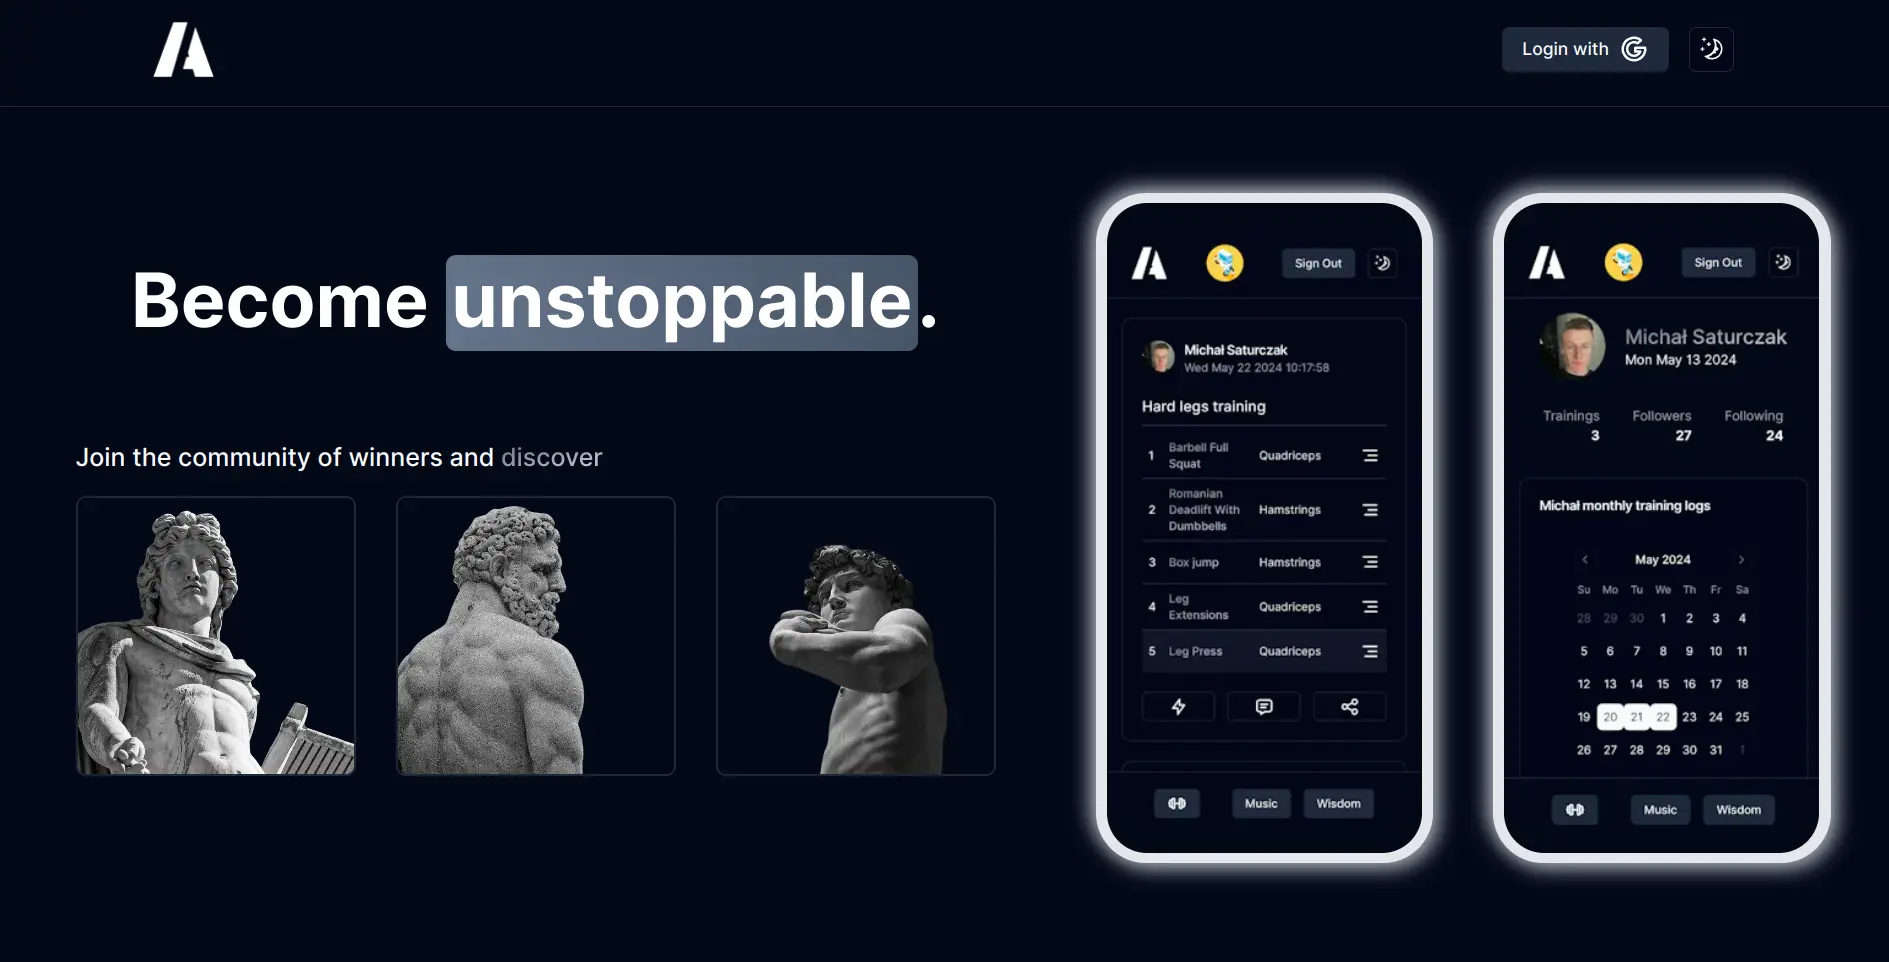 Login with
Become unstoppable.
Join the community of winners and discover
Sign Out
Michał Saturczak
Wed May 22 2024 10:17:58
Hard legs training
1 Barbell Full Squat Quadriceps
2 Romanian Deadlift With Dumbbells Hamstrings
3 Box jump Hamstrings
4 Leg Extensions Quadriceps
5 Leg Press Quadriceps
Music Wisdom
Sign Out
Michał Saturczak
Mon May 13 2024
Trainings Followers Following
3 27 24
Michał monthly training logs
May 2024
Su Mo Tu We Th Fr Sa
28 29 30 1 2 3 4
5 6 7 8 9 10 11
12 13 14 15 16 17 18
19 20 21 22 23 24 25
26 27 28 29 30 31 1
Music Wisdom